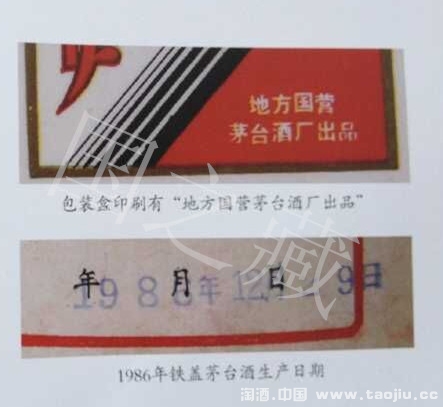 地方国营
茅台酒厂出品
包装盒印刷有“地方国营茅台酒厂出品”
年 月 日
1986年12月9日
1986年铁盖茅台酒生产日期
国之藏
淘酒.中国 www.taojiu.cc